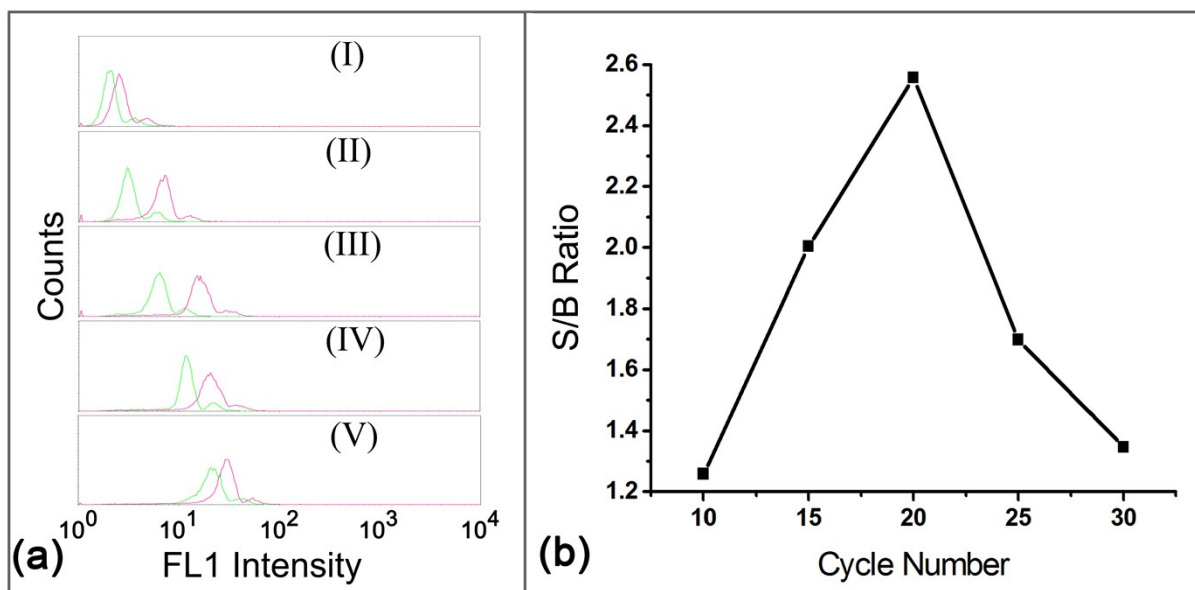 (I)
(II)
(III)
(IV)
(V)
Counts
10^0 10^1 10^2 10^3 10^4
FL1 Intensity
(a)
2.6
2.4
2.2
2.0
1.8
1.6
1.4
1.2
S/B Ratio
10 15 20 25 30
Cycle Number
(b)